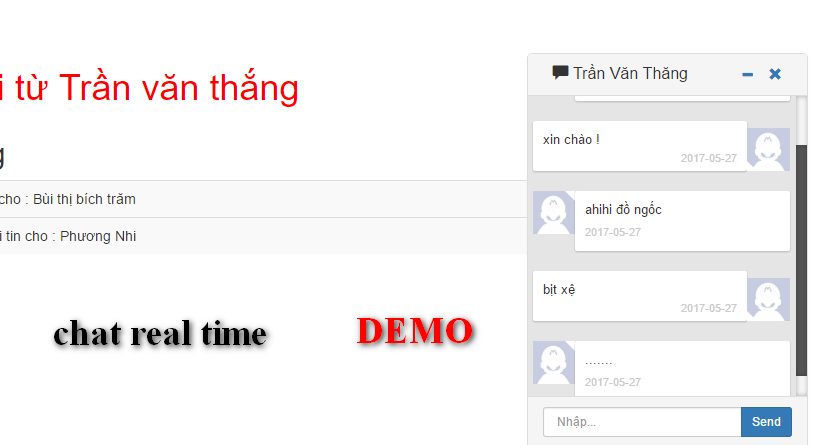 i từ Trần văn thắng
g
cho : Bùi thị bích trăm
i tin cho : Phương Nhi
chat real time
DEMO
Trần Văn Thăng
xin chào !
2017-05-27
ahihi đồ ngốc
2017-05-27
bịt xệ
2017-05-27
.......
2017-05-27
Nhập...
Send